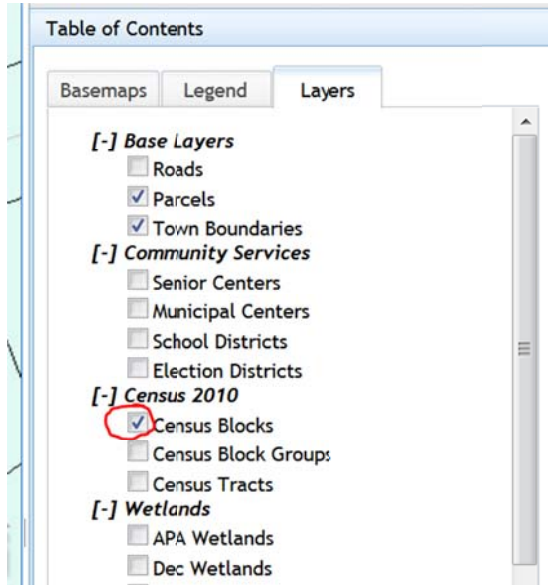 Table of Contents
Basemaps Legend Layers
[-] Base Layers
Roads
Parcels
Town Boundaries
[-] Community Services
Senior Centers
Municipal Centers
School Districts
Election Districts
[-] Census 2010
Census Blocks
Census Block Groups
Census Tracts
[-] Wetlands
APA Wetlands
Dec Wetlands